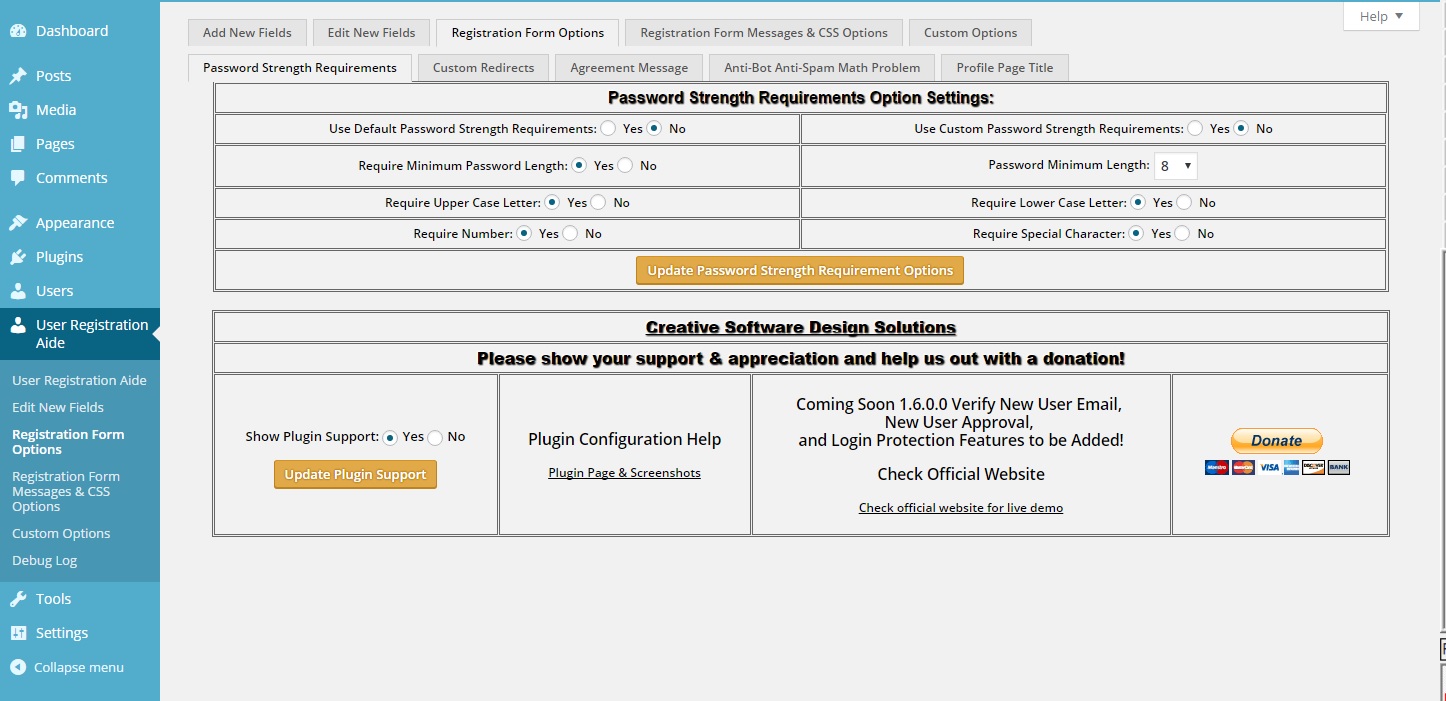 Dashboard
Posts
Media
Pages
Comments
Appearance
Plugins
Users
User Registration
Aide
User Registration Aide
Edit New Fields
Registration Form
Options
Registration Form
Messages & CSS
Options
Custom Options
Debug Log
Tools
Settings
Collapse menu
Help ▼
Add New Fields Edit New Fields Registration Form Options Registration Form Messages & CSS Options Custom Options
Password Strength Requirements Custom Redirects Agreement Message Anti-Bot Anti-Spam Math Problem Profile Page Title
Password Strength Requirements Option Settings:
Use Default Password Strength Requirements: Yes No Use Custom Password Strength Requirements: Yes No
Require Minimum Password Length: Yes No Password Minimum Length: 8 ▼
Require Upper Case Letter: Yes No Require Lower Case Letter: Yes No
Require Number: Yes No Require Special Character: Yes No
Update Password Strength Requirement Options
Creative Software Design Solutions
Please show your support & appreciation and help us out with a donation!
Show Plugin Support: Yes No
Update Plugin Support
Plugin Configuration Help
Plugin Page & Screenshots
Coming Soon 1.6.0.0 Verify New User Email,
New User Approval,
and Login Protection Features to be Added!
Check Official Website
Check official website for live demo
Donate
Maestro MasterCard VISA DISCOVER BANK